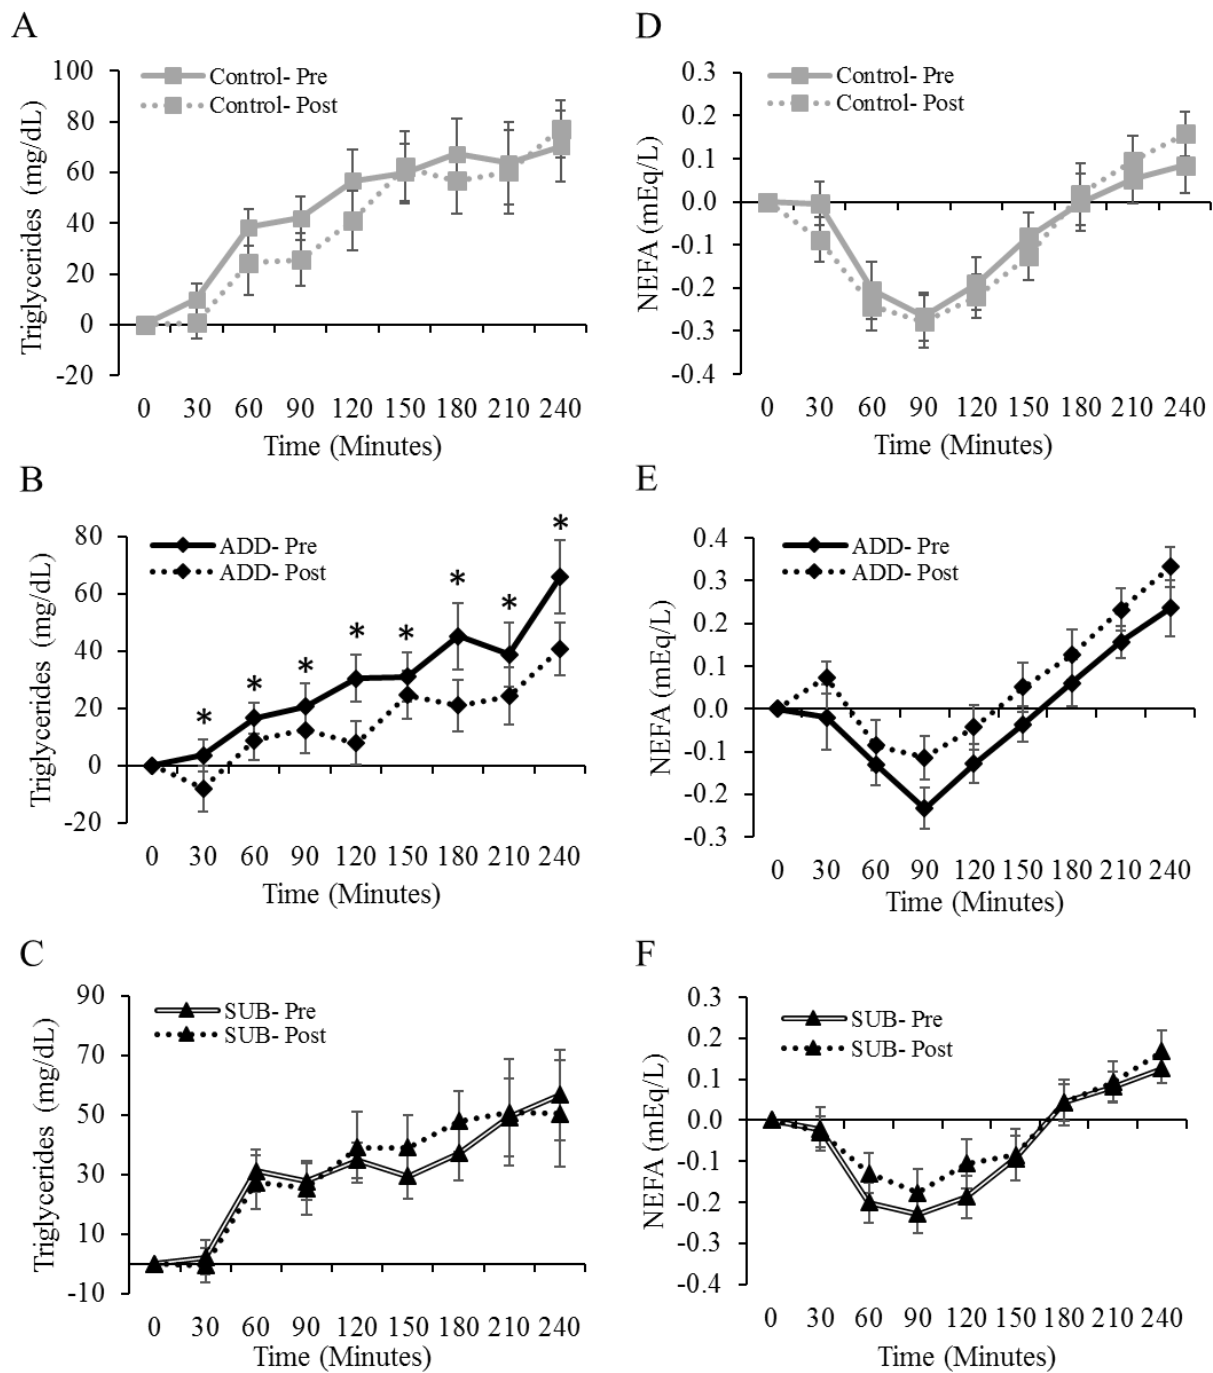 A
Triglycerides (mg/dL)
100
80
60
40
20
0
-20
Control- Pre
Control- Post
0 30 60 90 120 150 180 210 240
Time (Minutes)
D
NEFA (mEq/L)
0.3
0.2
0.1
0.0
-0.1
-0.2
-0.3
-0.4
Control- Pre
Control- Post
0 30 60 90 120 150 180 210 240
Time (Minutes)
B
Triglycerides (mg/dL)
80
60
40
20
0
-20
ADD- Pre
ADD- Post
* * * * * * * *
0 30 60 90 120 150 180 210 240
Time (Minutes)
E
NEFA (mEq/L)
0.4
0.3
0.2
0.1
0.0
-0.1
-0.2
-0.3
ADD- Pre
ADD- Post
0 30 60 90 120 150 180 210 240
Time (Minutes)
C
Triglycerides (mg/dL)
90
70
50
30
10
-10
SUB- Pre
SUB- Post
0 30 60 90 120 150 180 210 240
Time (Minutes)
F
NEFA (mEq/L)
0.3
0.2
0.1
0.0
-0.1
-0.2
-0.3
-0.4
SUB- Pre
SUB- Post
0 30 60 90 120 150 180 210 240
Time (Minutes)